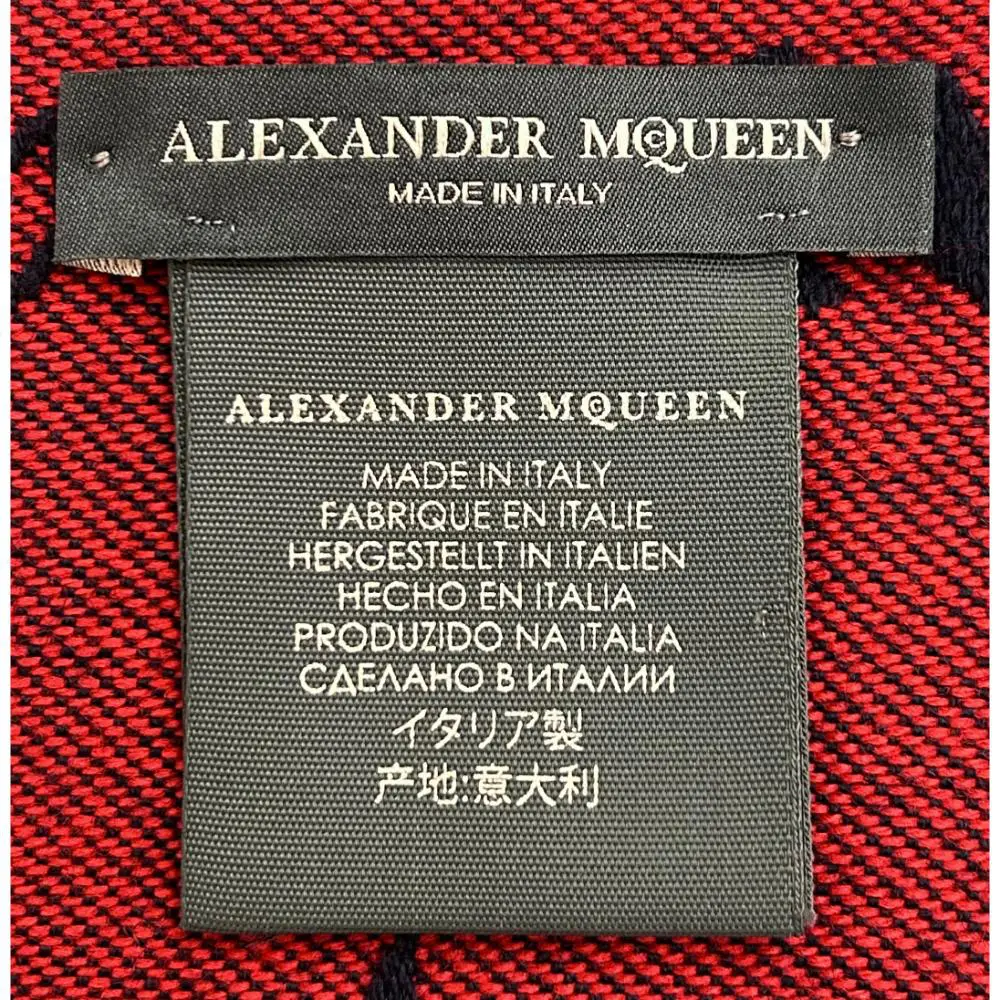 ALEXANDER McQUEEN
MADE IN ITALY
ALEXANDER McQUEEN
MADE IN ITALY
FABRIQUE EN ITALIE
HERGESTELLT IN ITALIEN
HECHO EN ITALIA
PRODUZIDO NA ITALIA
СДЕЛАНО В ИТАЛИИ
イタリア製
产地:意大利